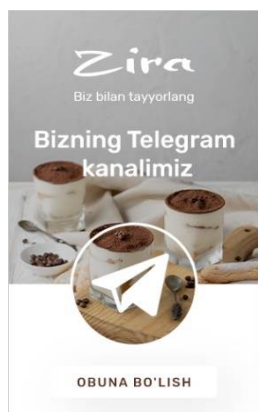 Zira
Biz bilan tayyorlang
Bizning Telegram
kanalimiz
OBUNA BO'LISH